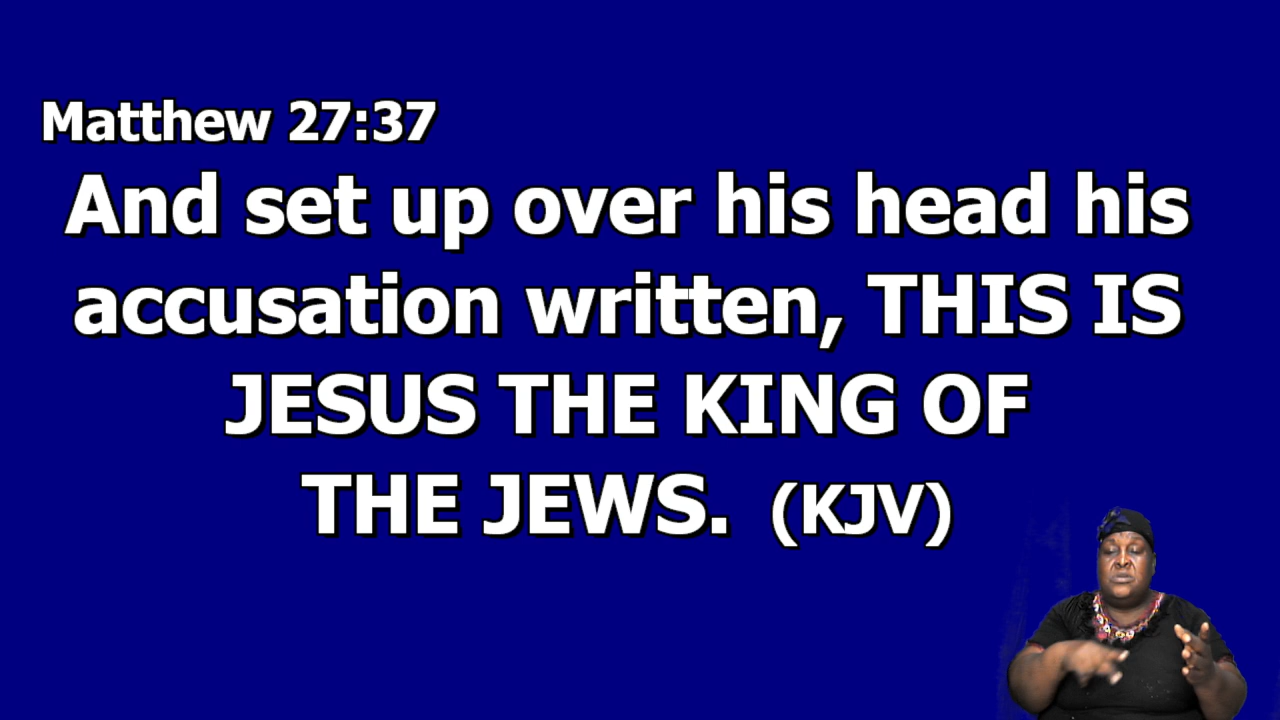 Matthew 27:37
And set up over his head his
accusation written, THIS IS
JESUS THE KING OF
THE JEWS. (KJV)